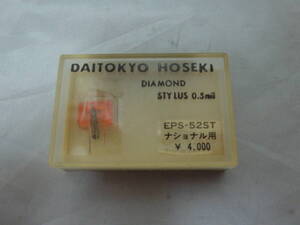 DAITOKYO HOSEKI
DIAMOND
STYLUS 0.5mil
EPS-52ST
ナショナル用
¥ 4,000